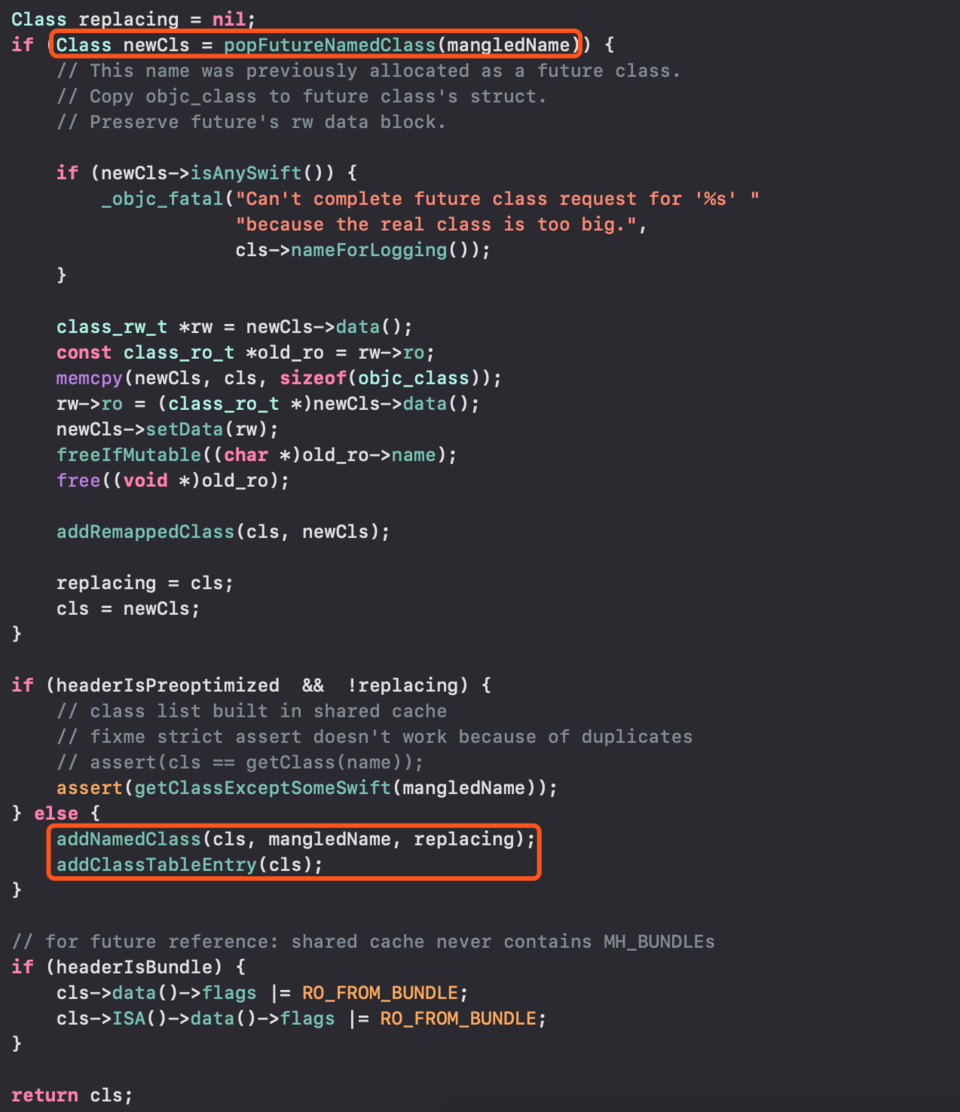 Class replacing = nil;
if (Class newCls = popFutureNamedClass(mangledName)) {
    // This name was previously allocated as a future class.
    // Copy objc_class to future class's struct.
    // Preserve future's rw data block.

    if (newCls->isAnySwift()) {
        _objc_fatal("Can't complete future class request for '%s' "
                    "because the real class is too big.",
                    cls->nameForLogging());
    }

    class_rw_t *rw = newCls->data();
    const class_ro_t *old_ro = rw->ro;
    memcpy(newCls, cls, sizeof(objc_class));
    rw->ro = (class_ro_t *)newCls->data();
    newCls->setData(rw);
    freeIfMutable((char *)old_ro->name);
    free((void *)old_ro);

    addRemappedClass(cls, newCls);

    replacing = cls;
    cls = newCls;
}

if (headerIsPreoptimized  &&  !replacing) {
    // class list built in shared cache
    // fixme strict assert doesn't work because of duplicates
    // assert(cls == getClass(name));
    assert(getClassExceptSomeSwift(mangledName));
} else {
    addNamedClass(cls, mangledName, replacing);
    addClassTableEntry(cls);
}

// for future reference: shared cache never contains MH_BUNDLEs
if (headerIsBundle) {
    cls->data()->flags |= RO_FROM_BUNDLE;
    cls->ISA()->data()->flags |= RO_FROM_BUNDLE;
}

return cls;